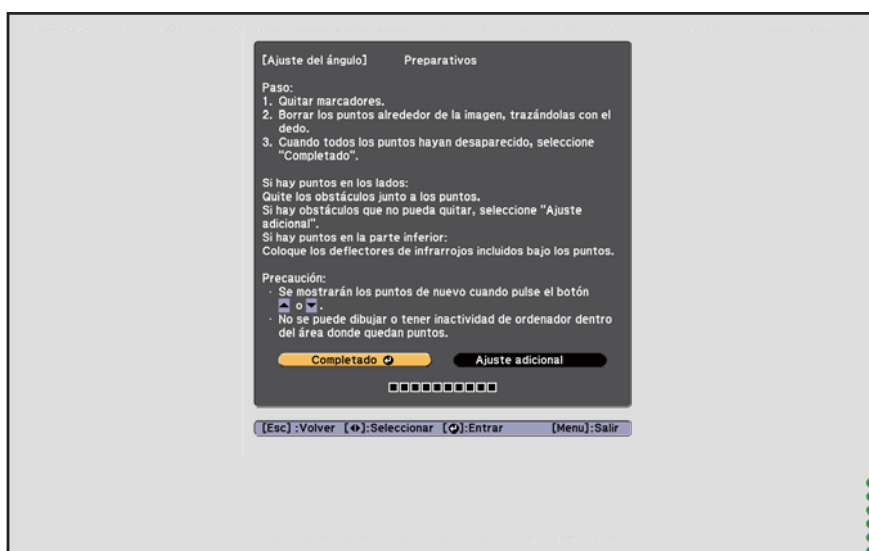 [Ajuste del ángulo] Preparativos
Paso:
1. Quitar marcadores.
2. Borrar los puntos alrededor de la imagen, trazándolas con el
dedo.
3. Cuando todos los puntos hayan desaparecido, seleccione
"Completado".
Si hay puntos en los lados:
Quite los obstáculos junto a los puntos.
Si hay obstáculos que no pueda quitar, seleccione "Ajuste
adicional".
Si hay puntos en la parte inferior:
Coloque los deflectores de infrarrojos incluidos bajo los puntos.
Precaución:
· Se mostrarán los puntos de nuevo cuando pulse el botón
▲ o ▼.
· No se puede dibujar o tener inactividad de ordenador dentro
del área donde quedan puntos.
Completado Ajuste adicional
[Esc] :Volver [◆]:Seleccionar [⏎]:Entrar [Menu]:Salir